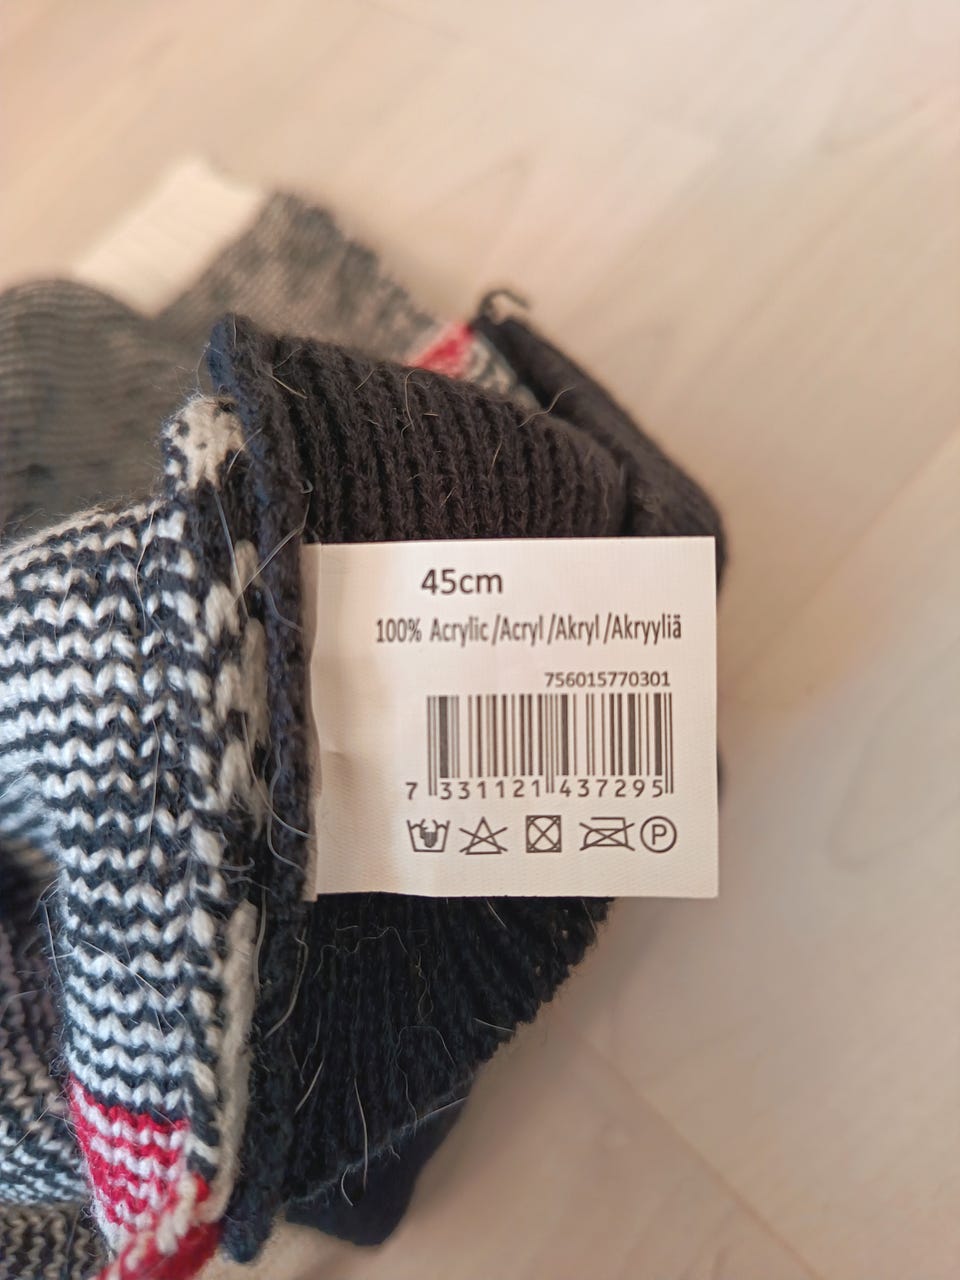 45cm
100% Acrylic/Acryl/Akryl/Akryyliä
756015770301
7 331121 437295
P